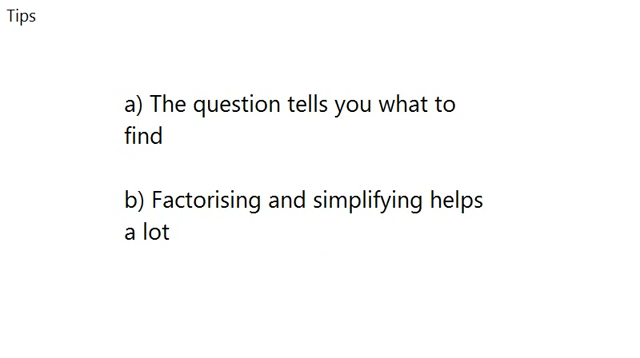 Tips
a) The question tells you what to
find
b) Factorising and simplifying helps
a lot